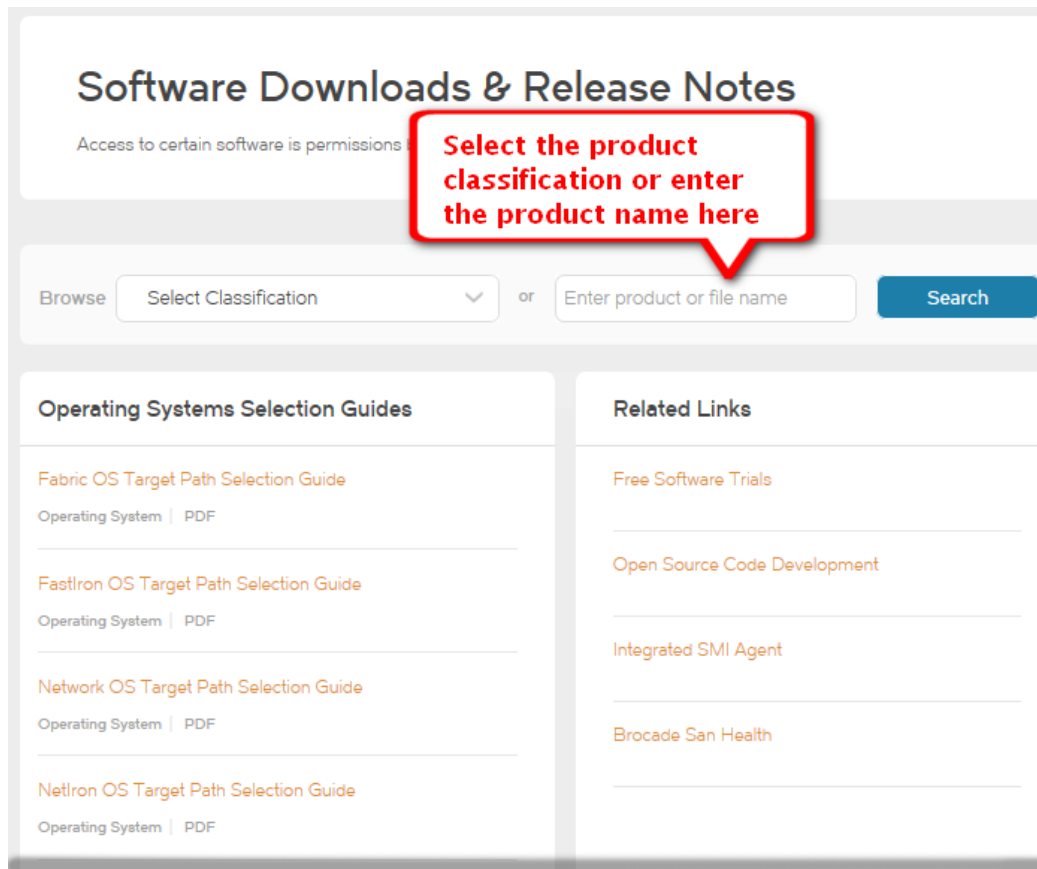 Software Downloads & Release Notes
Access to certain software is permissions
Select the product
classification or enter
the product name here
Browse Select Classification or Enter product or file name Search
Operating Systems Selection Guides
Fabric OS Target Path Selection Guide
Operating System | PDF
FastIron OS Target Path Selection Guide
Operating System | PDF
Network OS Target Path Selection Guide
Operating System | PDF
NetIron OS Target Path Selection Guide
Operating System | PDF
Related Links
Free Software Trials
Open Source Code Development
Integrated SMI Agent
Brocade San Health